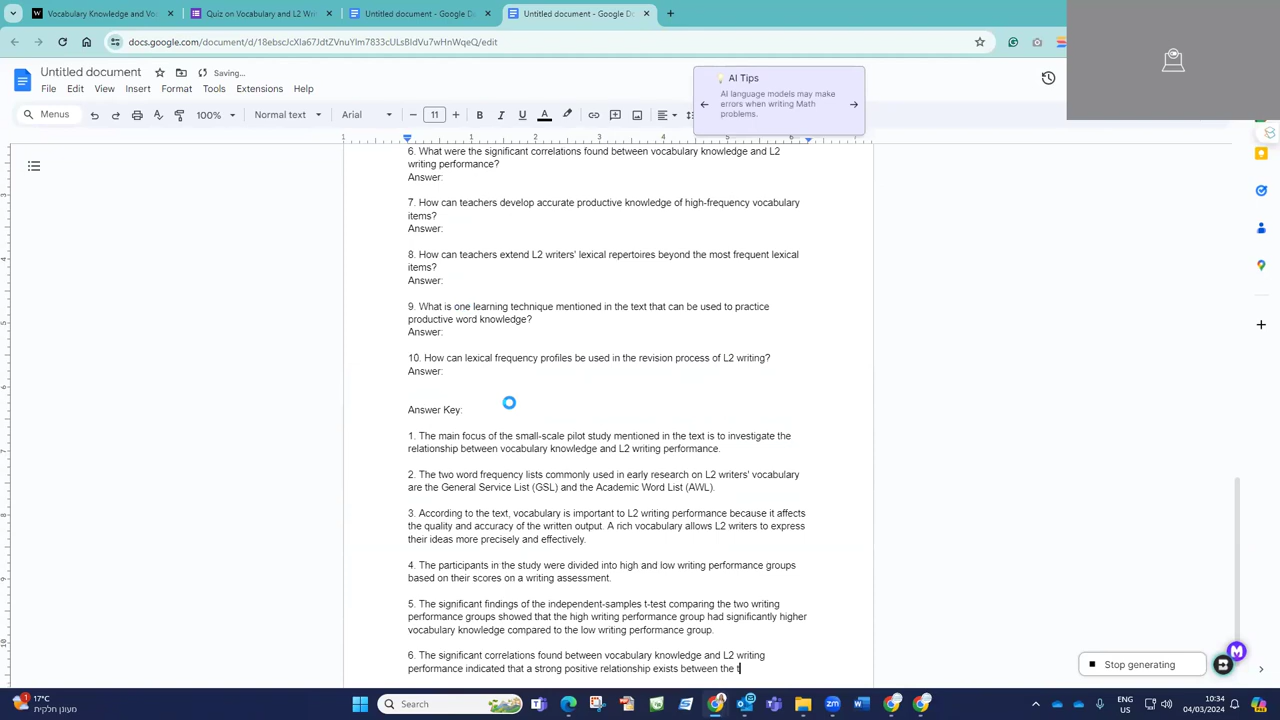 Vocabulary Knowledge and Voc
Quiz on Vocabulary and L2 Writ
Untitled document - Google D
Untitled document - Google D
docs.google.com/document/d/18ebscJcXIa67JdtZVnuYIm7833cULsBIdVu7wHnWqeQ/edit
Untitled document
Saving...
File Edit View Insert Format Tools Extensions Help
AI Tips
AI language models may make
errors when writing Math
problems.
Menus 100% Normal text Arial 11
1 1 2 3 4 5 6
6. What were the significant correlations found between vocabulary knowledge and L2
writing performance?
Answer:
7. How can teachers develop accurate productive knowledge of high-frequency vocabulary
items?
Answer:
8. How can teachers extend L2 writers' lexical repertoires beyond the most frequent lexical
items?
Answer:
9. What is one learning technique mentioned in the text that can be used to practice
productive word knowledge?
Answer:
10. How can lexical frequency profiles be used in the revision process of L2 writing?
Answer:
Answer Key:
1. The main focus of the small-scale pilot study mentioned in the text is to investigate the
relationship between vocabulary knowledge and L2 writing performance.
2. The two word frequency lists commonly used in early research on L2 writers' vocabulary
are the General Service List (GSL) and the Academic Word List (AWL).
3. According to the text, vocabulary is important to L2 writing performance because it affects
the quality and accuracy of the written output. A rich vocabulary allows L2 writers to express
their ideas more precisely and effectively.
4. The participants in the study were divided into high and low writing performance groups
based on their scores on a writing assessment.
5. The significant findings of the independent-samples t-test comparing the two writing
performance groups showed that the high writing performance group had significantly higher
vocabulary knowledge compared to the low writing performance group.
6. The significant correlations found between vocabulary knowledge and L2 writing
performance indicated that a strong positive relationship exists between the t
Stop generating
17°C
מעונן חלקית
Search
ENG
US
10:34
04/03/2024